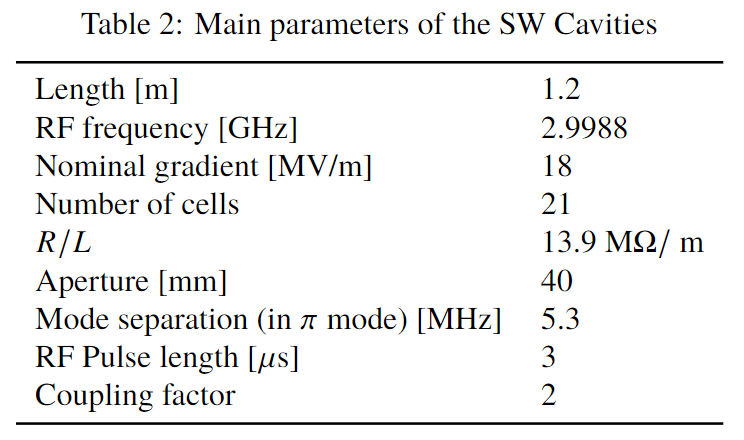 Table 2: Main parameters of the SW Cavities
Length [m] 1.2
RF frequency [GHz] 2.9988
Nominal gradient [MV/m] 18
Number of cells 21
R/L 13.9 MΩ/ m
Aperture [mm] 40
Mode separation (in π mode) [MHz] 5.3
RF Pulse length [μs] 3
Coupling factor 2